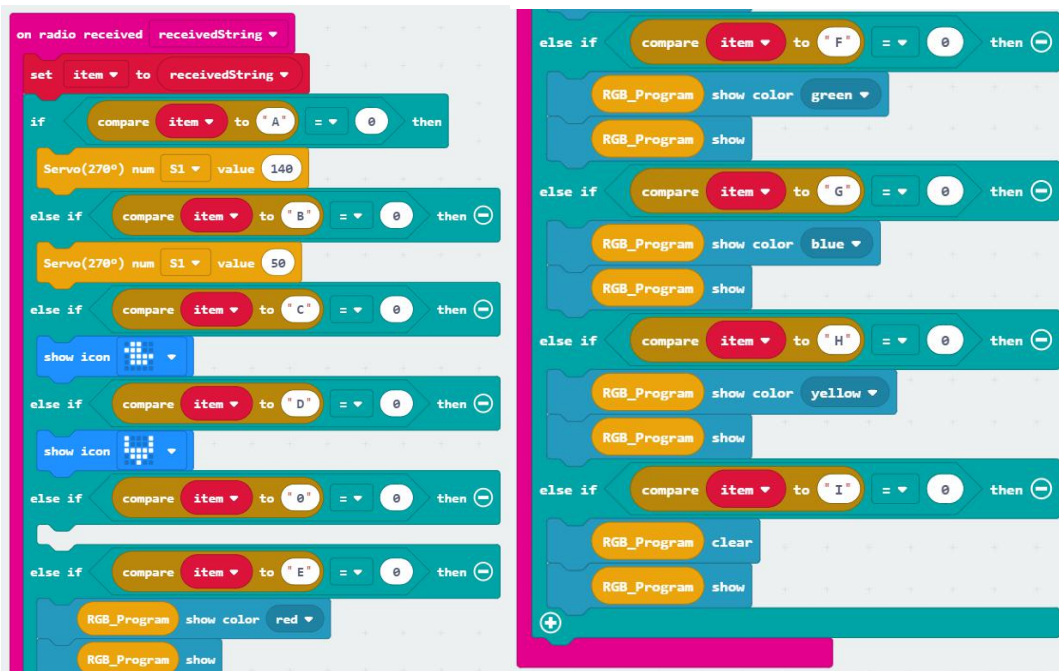 on radio received receivedString
set item to receivedString
if compare item to "A" = 0 then
Servo(270º) num S1 value 140
else if compare item to "B" = 0 then
Servo(270º) num S1 value 50
else if compare item to "C" = 0 then
show icon
else if compare item to "D" = 0 then
show icon
else if compare item to "0" = 0 then
else if compare item to "E" = 0 then
RGB_Program show color red
RGB_Program show
else if compare item to "F" = 0 then
RGB_Program show color green
RGB_Program show
else if compare item to "G" = 0 then
RGB_Program show color blue
RGB_Program show
else if compare item to "H" = 0 then
RGB_Program show color yellow
RGB_Program show
else if compare item to "I" = 0 then
RGB_Program clear
RGB_Program show